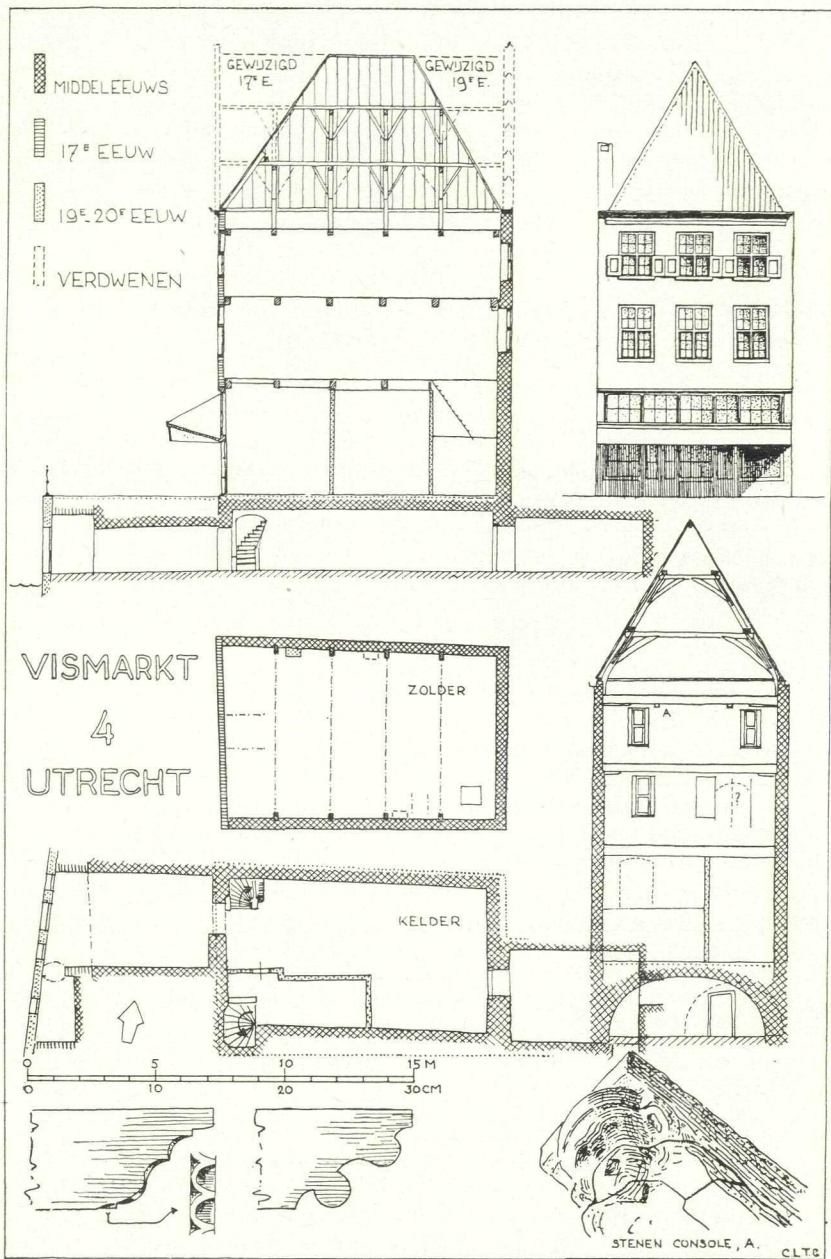 MIDDELEEUWS
17E EEUW
19E-20E EEUW
VERDWENEN
GEWIJZIGD
17E E
GEWIJZIGD
19E E.
VISMARKT
4
UTRECHT
ZOLDER
A
?
KELDER
0 5 10 15 M
0 10 20 30 CM
STENEN CONSOLE, A.
C.L.T.G.